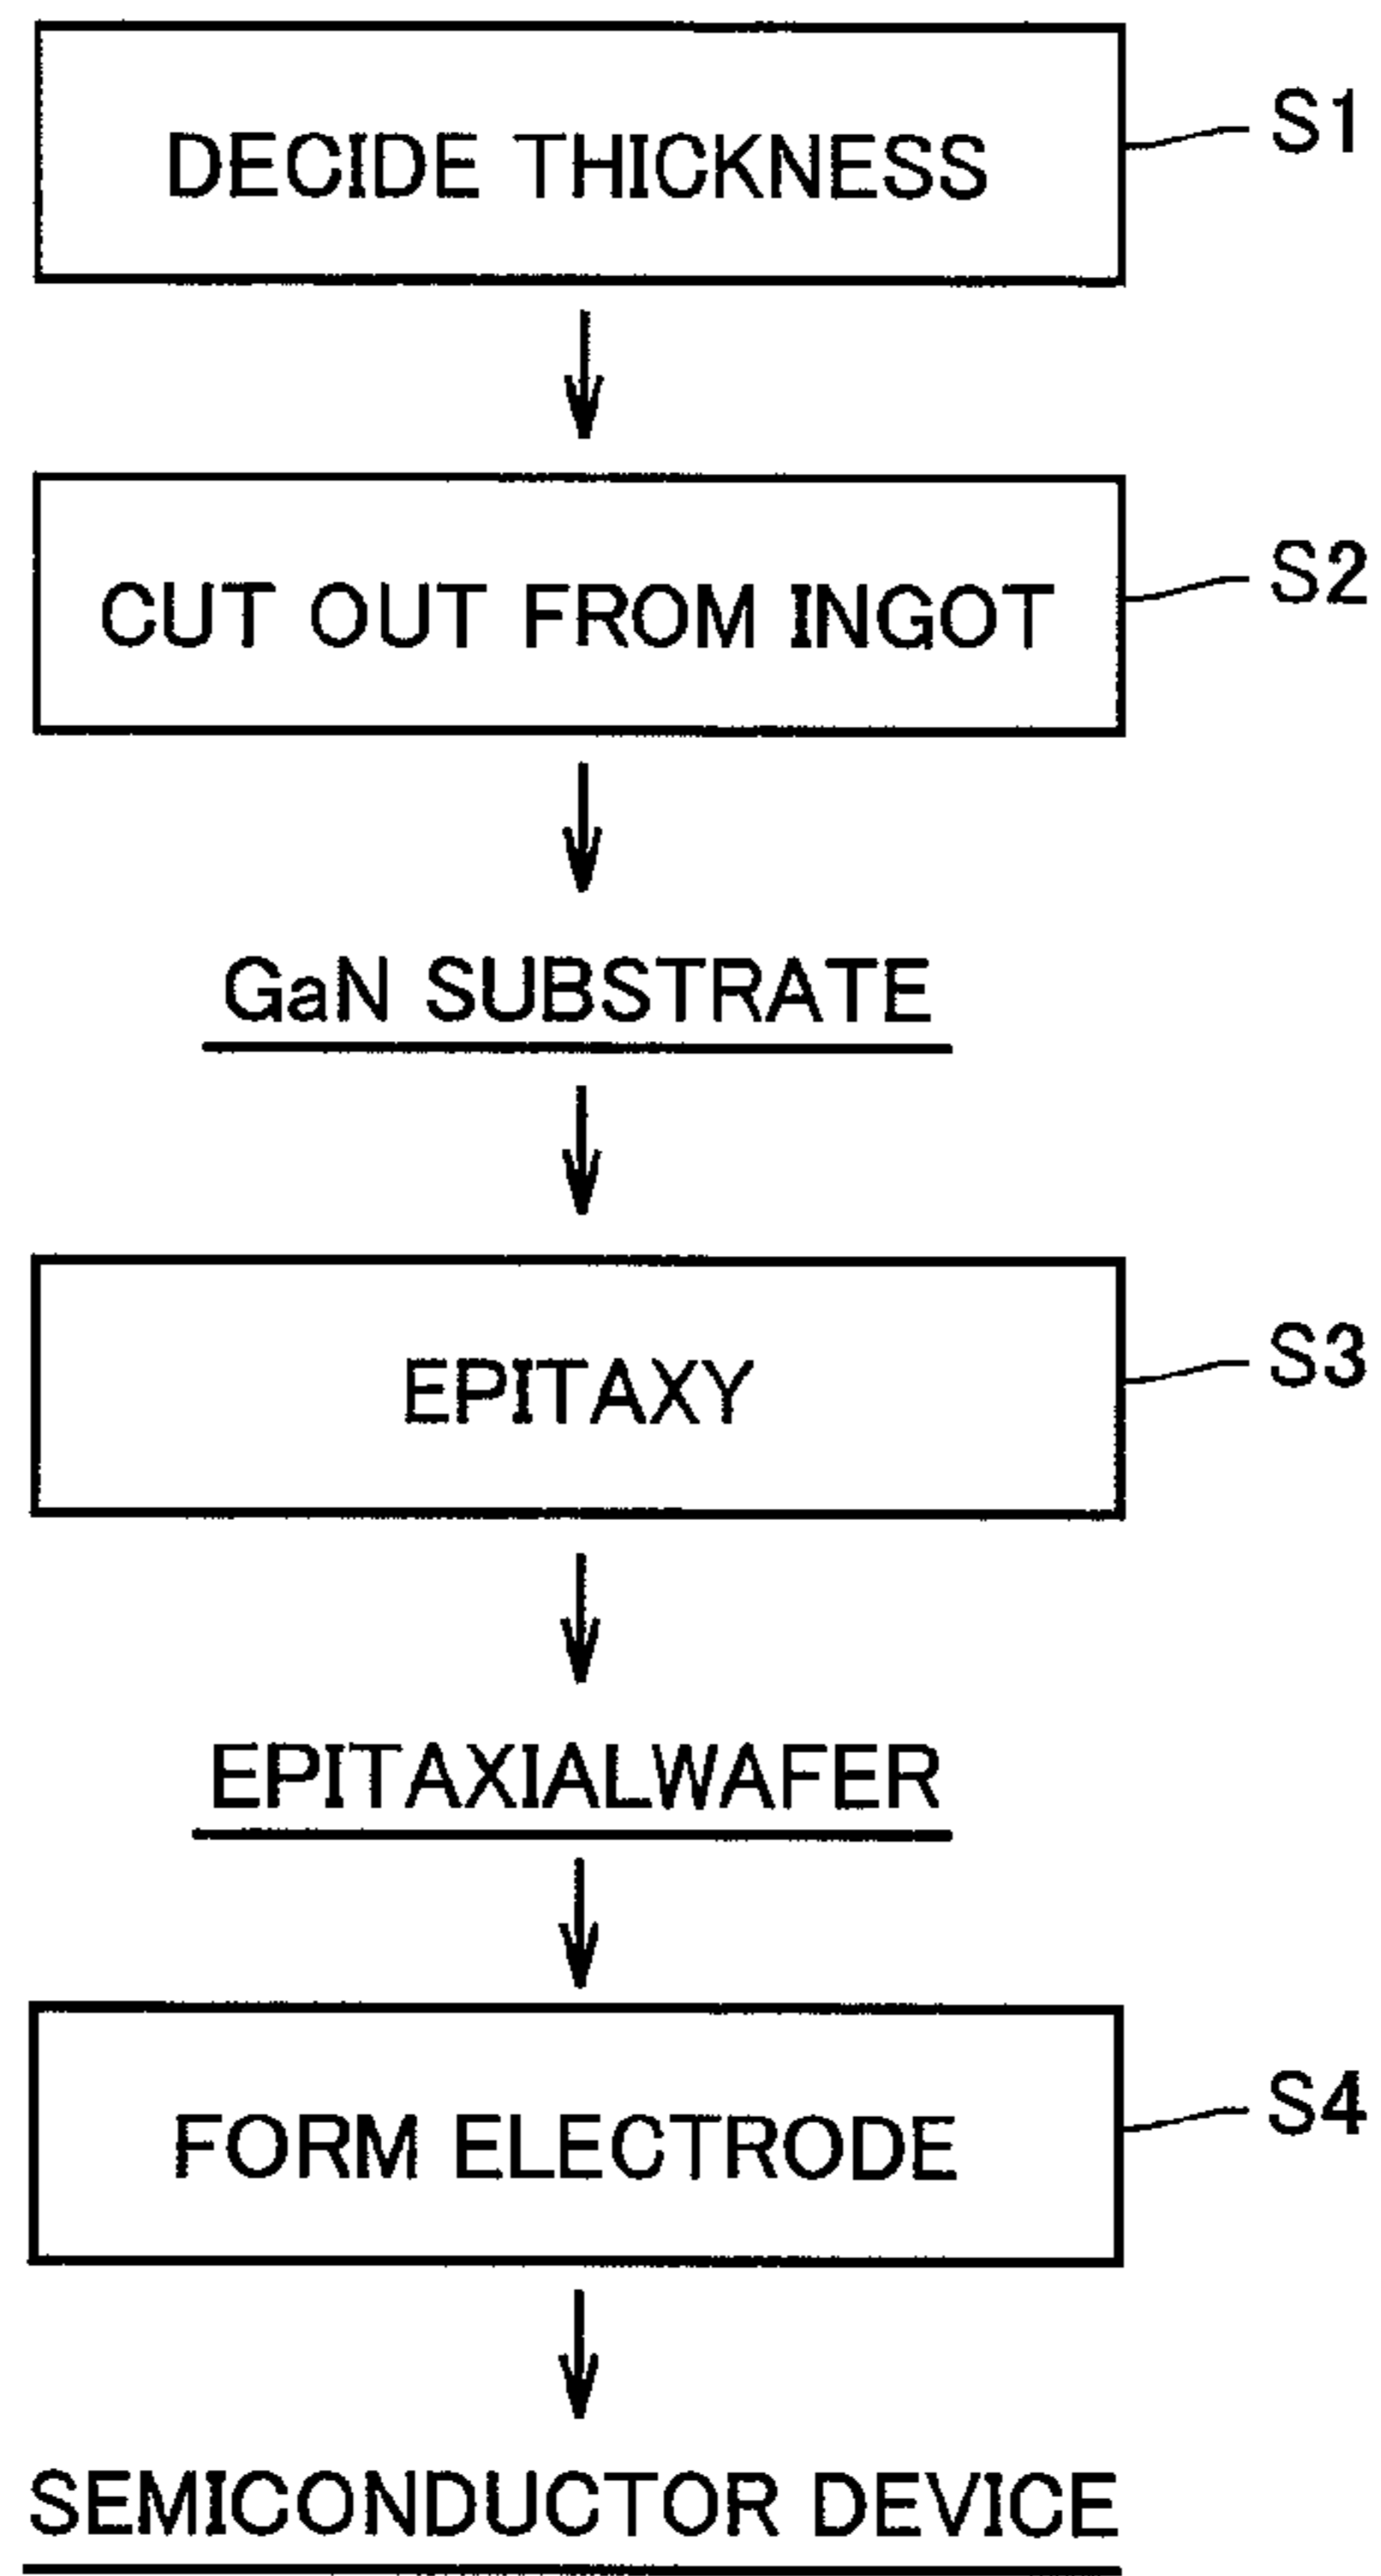 DECIDE THICKNESS
S1
CUT OUT FROM INGOT
S2
GaN SUBSTRATE
EPITAXY
S3
EPITAXIALWAFER
FORM ELECTRODE
S4
SEMICONDUCTOR DEVICE